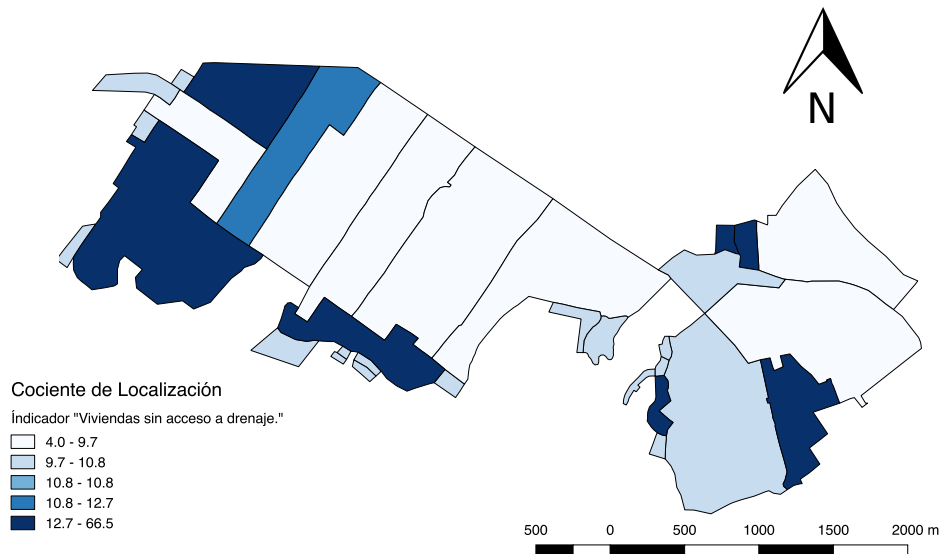 N
Cociente de Localización
Índicador "Viviendas sin acceso a drenaje."
4.0 - 9.7
9.7 - 10.8
10.8 - 10.8
10.8 - 12.7
12.7 - 66.5
500 0 500 1000 1500 2000 m